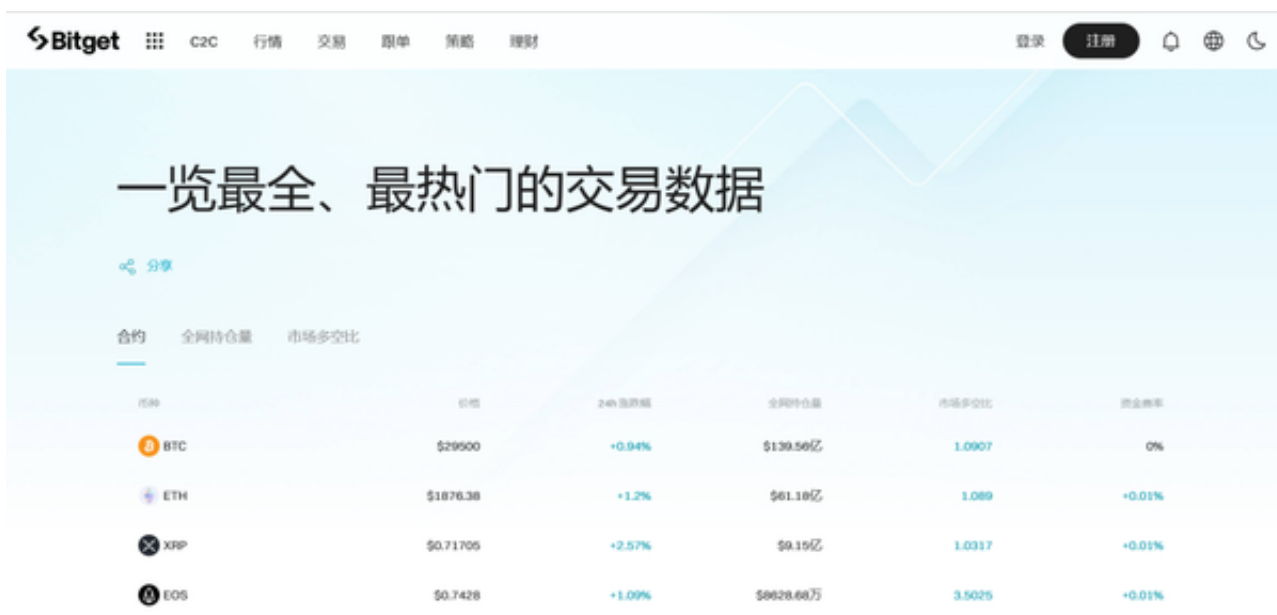 Bitget C2C 行情 交易 跟单 策略 理财 登录 注册
一览最全、最热门的交易数据
分享
合约 全网持仓量 市场多空比
币种 价格 24h涨跌幅 全网持仓量 市场多空比 资金费率
BTC $29500 +0.94% $139.56亿 1.0907 0%
ETH $1876.38 +1.2% $61.18亿 1.089 +0.01%
XRP $0.71705 +2.57% $9.15亿 1.0317 +0.01%
EOS $0.7428 +1.09% $8628.68万 3.5025 +0.01%